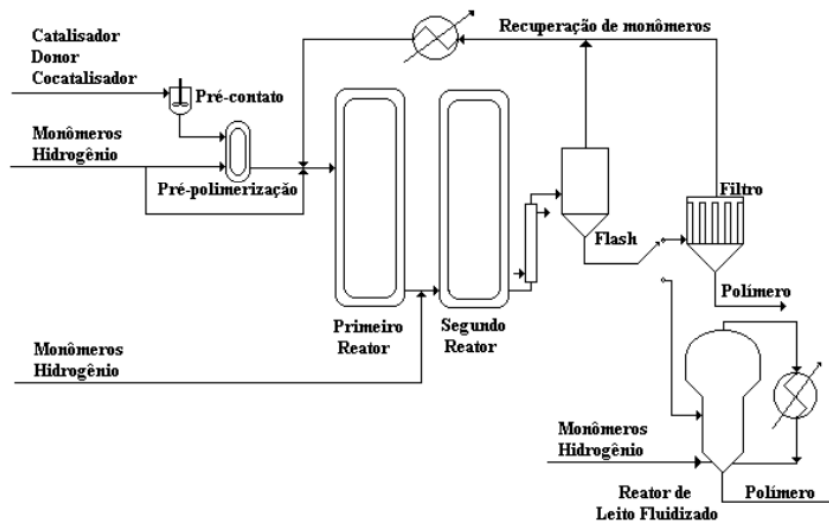 Catalisador
Donor
Cocatalisador
Recuperação de monômeros
Pré-contato
Monômeros
Hidrogênio
Pré-polimerização
Filtro
Flash
Polímero
Primeiro
Reator
Segundo
Reator
Monômeros
Hidrogênio
Monômeros
Hidrogênio
Polímero
Reator de
Leito Fluidizado